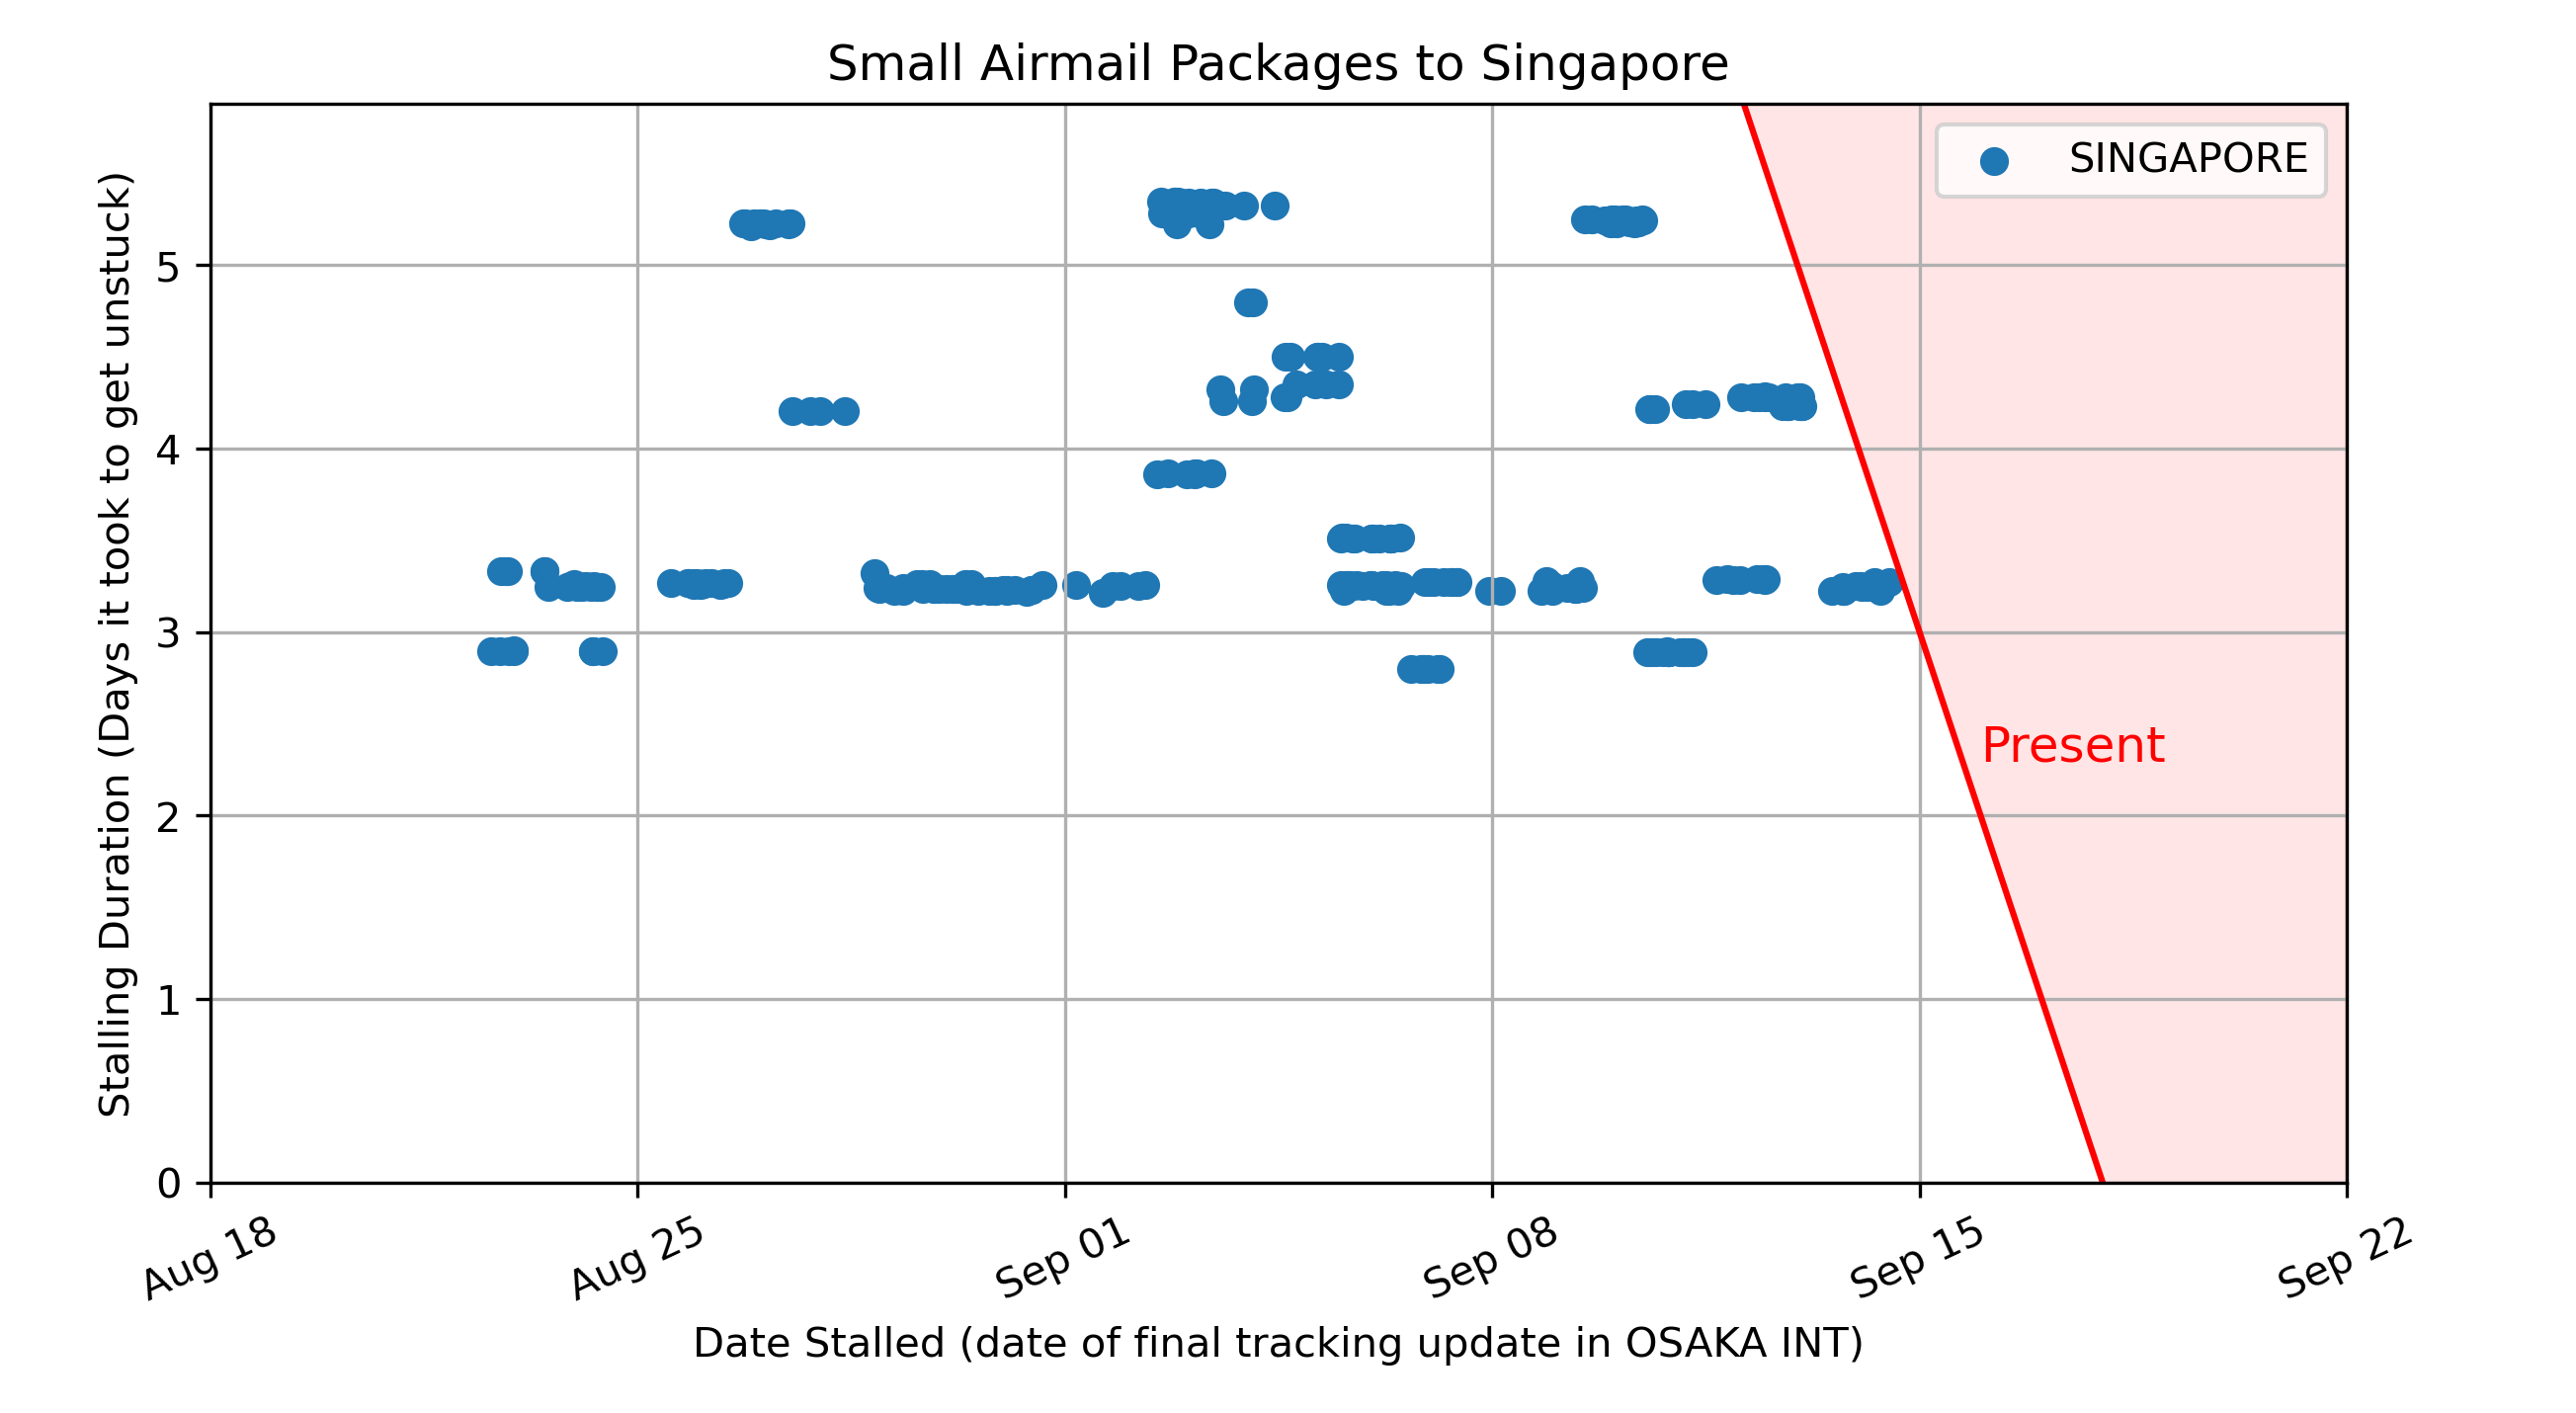 Small Airmail Packages to Singapore
SINGAPORE
Stalling Duration (Days it took to get unstuck)
5
4
3
2
1
0
Present
Aug 18
Aug 25
Sep 01
Sep 08
Sep 15
Sep 22
Date Stalled (date of final tracking update in OSAKA INT)